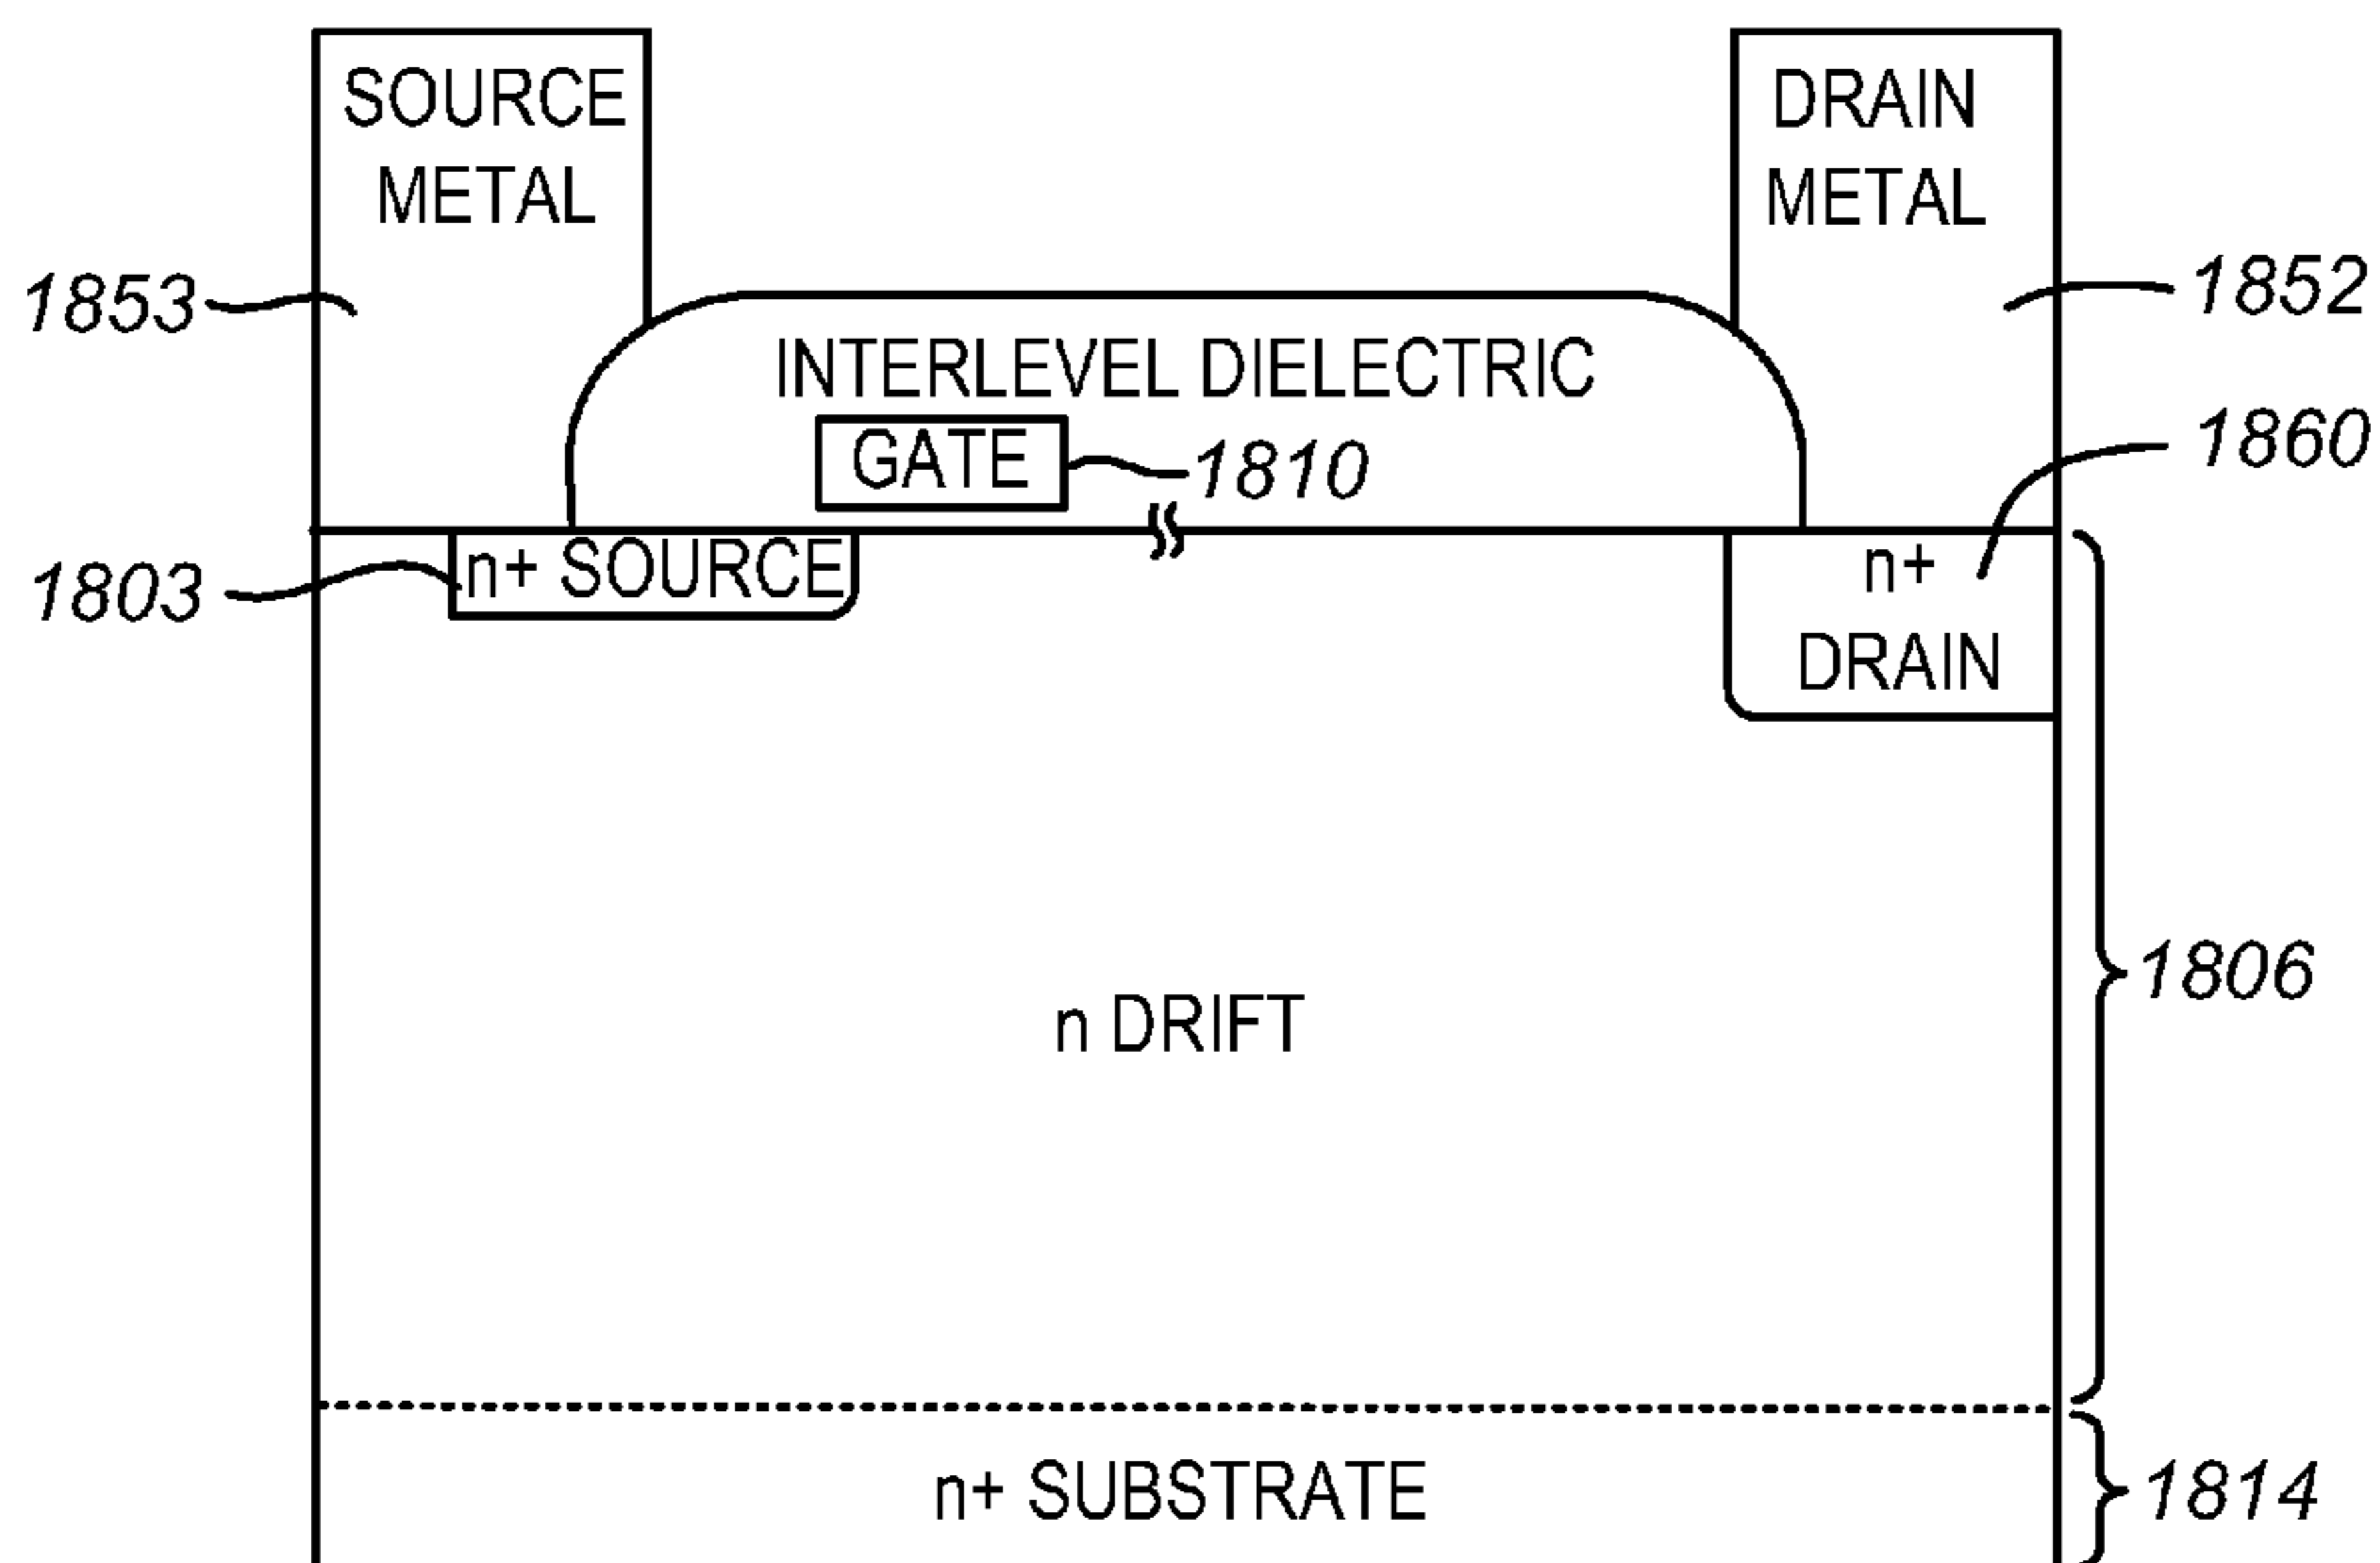 SOURCE
METAL
DRAIN
METAL
1853
1852
INTERLEVEL DIELECTRIC
GATE
1810
1860
1803
n+ SOURCE
n+
DRAIN
1806
n DRIFT
n+ SUBSTRATE
1814